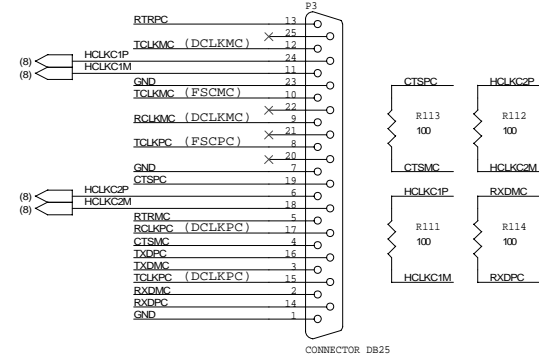 P3
RTRPC 13
25
TCLKMC (DCLKMC) 12
(8) HCLKC1P 24
(8) HCLKC1M 11
GND 23
TCLKMC (FSCMC) 10
22
RCLKMC (DCLKMC) 9
21
TCLKPC (FSCPC) 8
20
GND 7
CTSPC 19
(8) HCLKC2P 6
(8) HCLKC2M 18
RTRMC 5
RCLKPC (DCLKPC) 17
CTSMC 4
TXDPC 16
TXDMC 3
TCLKPC (DCLKPC) 15
RXDMC 2
RXDPC 14
GND 1
CONNECTOR DB25
CTSPC HCLKC2P
R113 R112
100 100
CTSMC HCLKC2M
HCLKC1P RXDMC
R111 R114
100 100
HCLKC1M RXDPC